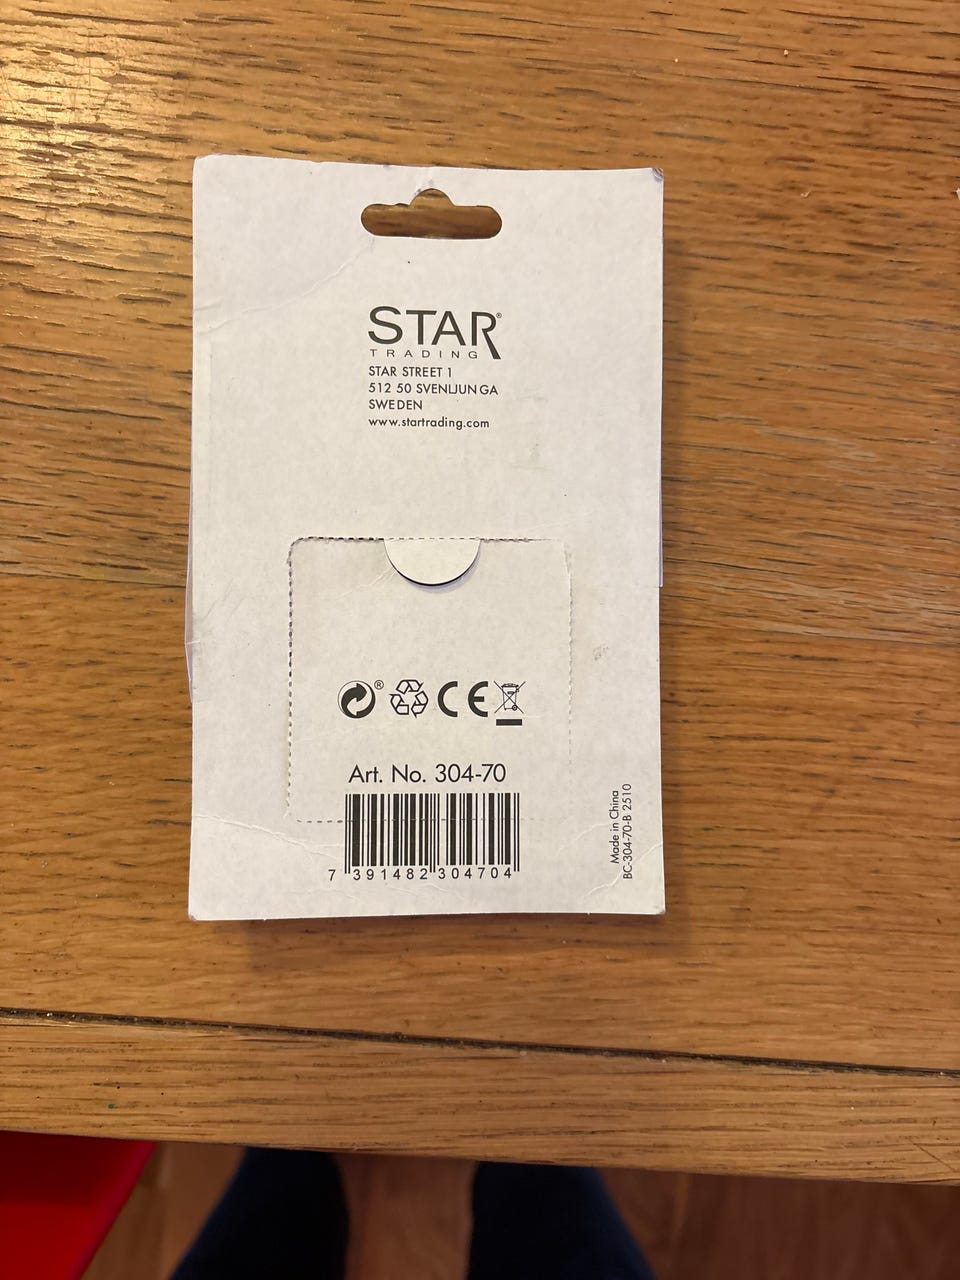 STAR®
TRADING
STAR STREET 1
512 50 SVENLJUNGA
SWEDEN
www.startrading.com
®
CE
Art. No. 304-70
7 391482 304704
Made in China
BC-304-70-B 2510